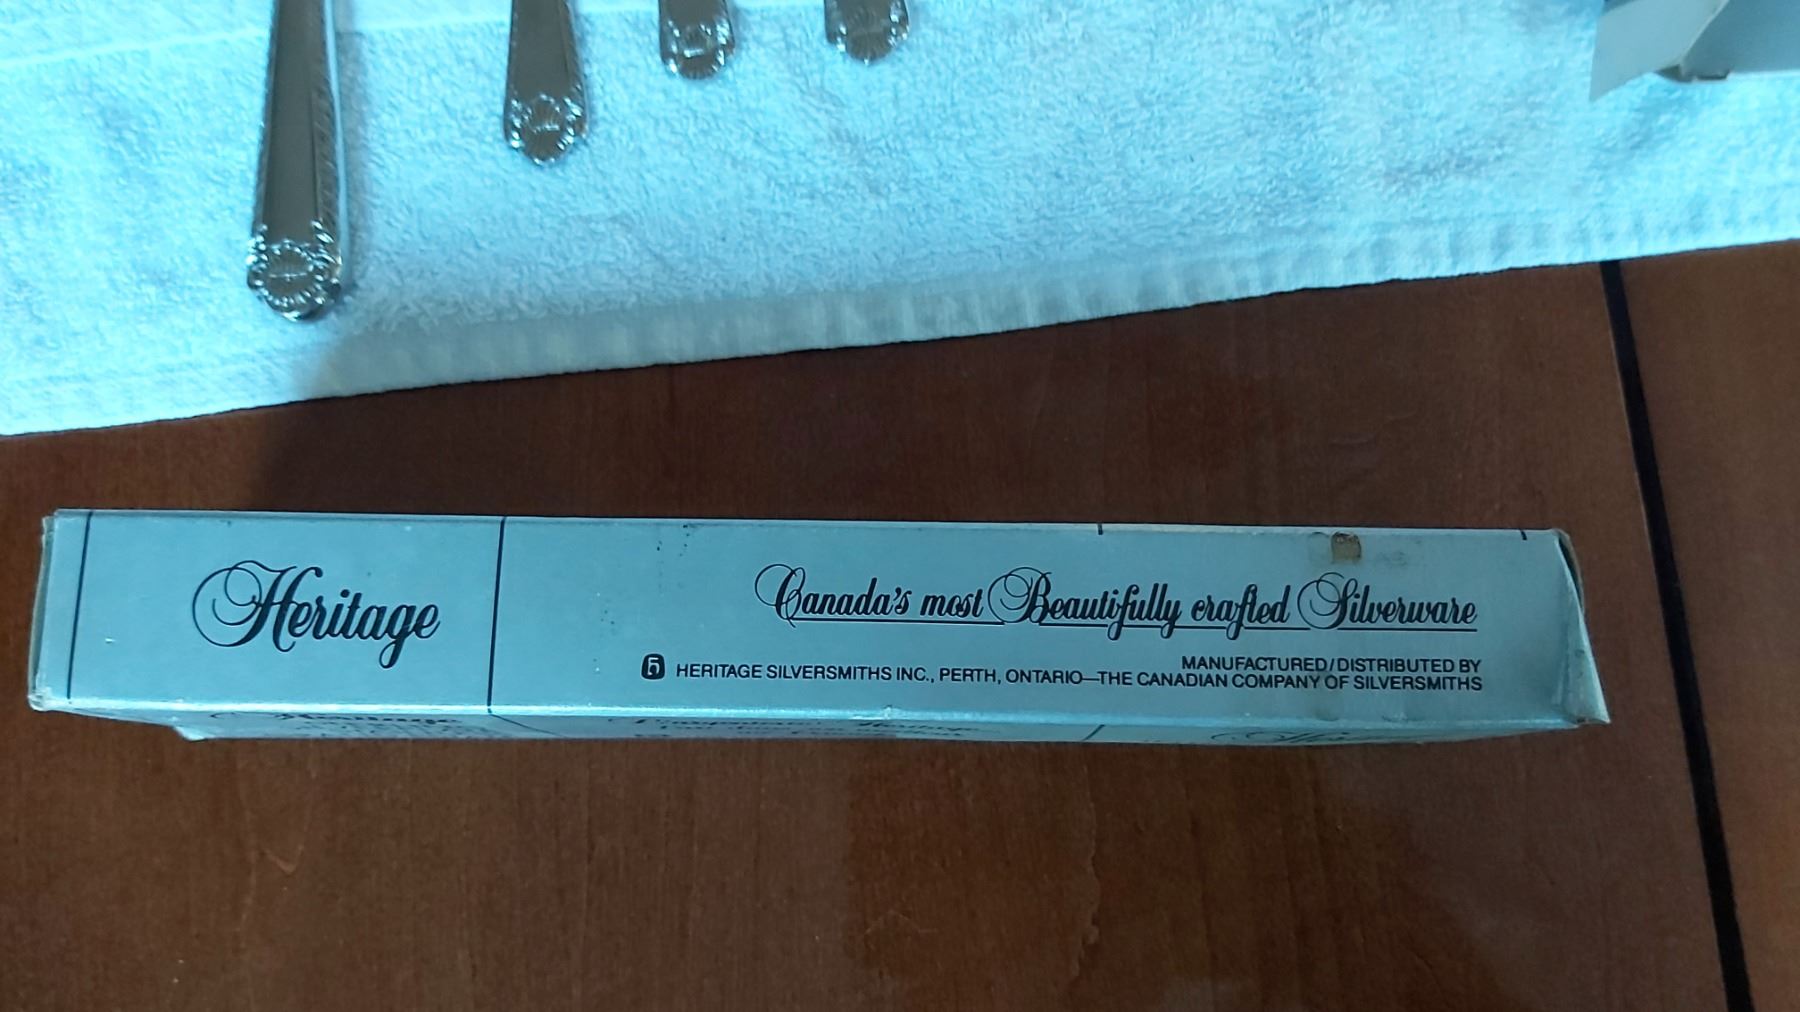 Heritage
Canada's most Beautifully crafted Silverware
MANUFACTURED/DISTRIBUTED BY
HERITAGE SILVERSMITHS INC., PERTH, ONTARIO—THE CANADIAN COMPANY OF SILVERSMITHS
Heritage